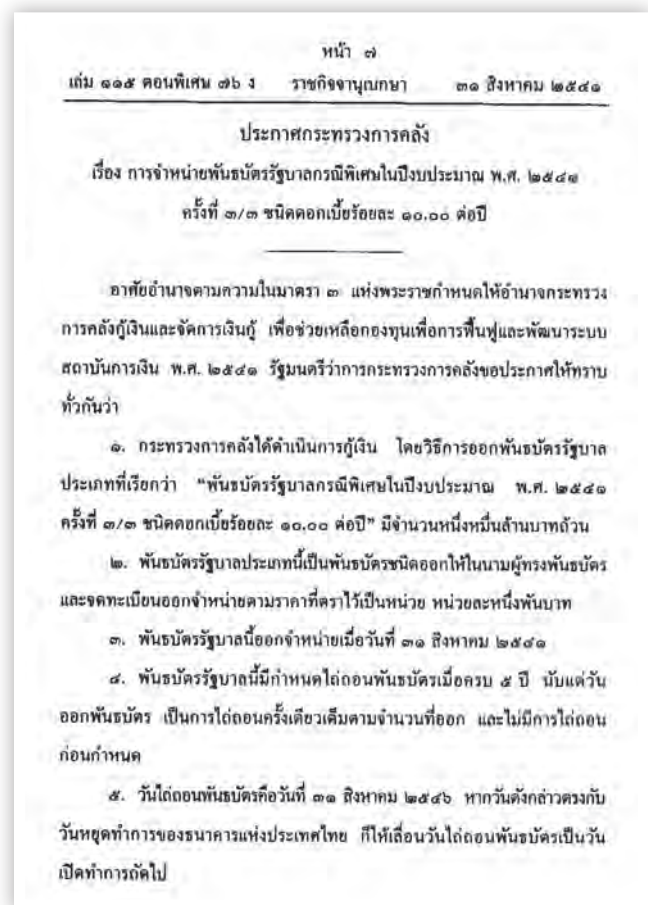 หน้า ๗
เล่ม ๑๑๕ ตอนพิเศษ ๗๖ ง ราชกิจจานุเบกษา ๓๑ สิงหาคม ๒๕๔๑
ประกาศกระทรวงการคลัง
เรื่อง การจำหน่ายพันธบัตรรัฐบาลกรณีพิเศษในปีงบประมาณ พ.ศ. ๒๕๔๑
ครั้งที่ ๓/๓ ชนิดดอกเบี้ยร้อยละ ๑๐.๐๐ ต่อปี
อาศัยอำนาจตามความในมาตรา ๓ แห่งพระราชกำหนดให้อำนาจกระทรวง
การคลังกู้เงินและจัดการเงินกู้ เพื่อช่วยเหลือกองทุนเพื่อการฟื้นฟูและพัฒนาระบบ
สถาบันการเงิน พ.ศ. ๒๕๔๑ รัฐมนตรีว่าการกระทรวงการคลังขอประกาศให้ทราบ
ทั่วกันว่า
๑. กระทรวงการคลังได้ดำเนินการกู้เงิน โดยวิธีการออกพันธบัตรรัฐบาล
ประเภทที่เรียกว่า “พันธบัตรรัฐบาลกรณีพิเศษในปีงบประมาณ พ.ศ. ๒๕๔๑
ครั้งที่ ๓/๓ ชนิดดอกเบี้ยร้อยละ ๑๐.๐๐ ต่อปี” มีจำนวนหนึ่งหมื่นล้านบาทถ้วน
๒. พันธบัตรรัฐบาลประเภทนี้เป็นพันธบัตรชนิดออกให้ในนามผู้ทรงพันธบัตร
และจดทะเบียนออกจำหน่ายตามราคาที่ตราไว้เป็นหน่วย หน่วยละหนึ่งพันบาท
๓. พันธบัตรรัฐบาลนี้ออกจำหน่ายเมื่อวันที่ ๓๑ สิงหาคม ๒๕๔๑
๔. พันธบัตรรัฐบาลนี้มีกำหนดไถ่ถอนพันธบัตรเมื่อครบ ๕ ปี นับแต่วัน
ออกพันธบัตร เป็นการไถ่ถอนครั้งเดียวเต็มตามจำนวนที่ออก และไม่มีการไถ่ถอน
ก่อนกำหนด
๕. วันไถ่ถอนพันธบัตรคือวันที่ ๓๑ สิงหาคม ๒๕๔๖ หากวันดังกล่าวตรงกับ
วันหยุดทำการของธนาคารแห่งประเทศไทย ก็ให้เลื่อนวันไถ่ถอนพันธบัตรเป็นวัน
เปิดทำการถัดไป